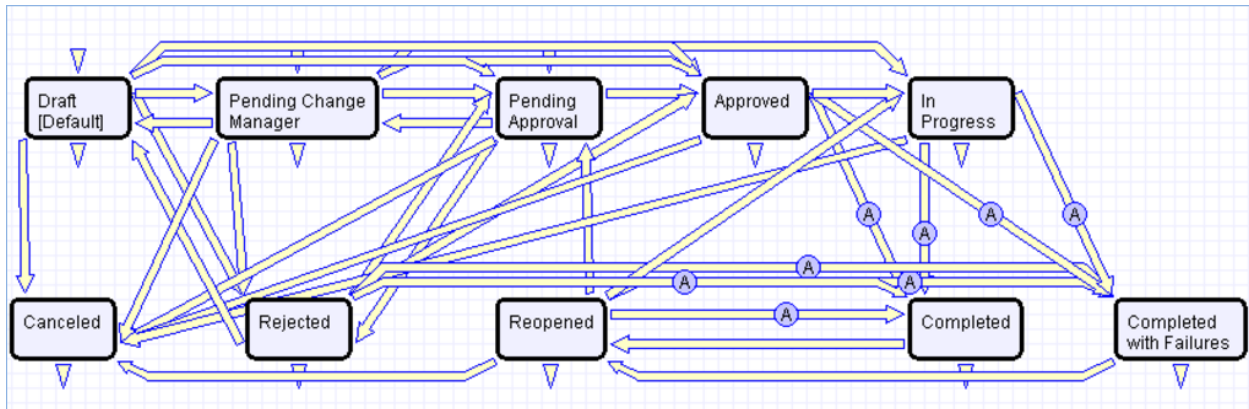 Draft
[Default]
Pending Change
Manager
Pending
Approval
Approved
In
Progress
A
A
A
A
A
A
A
A
Canceled
Rejected
Reopened
Completed
Completed
with Failures